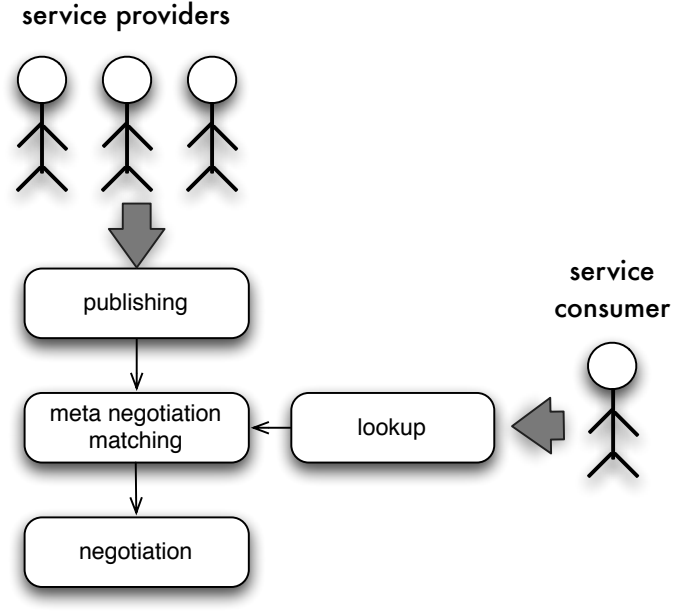 service providers
publishing
service
consumer
meta negotiation
matching
lookup
negotiation